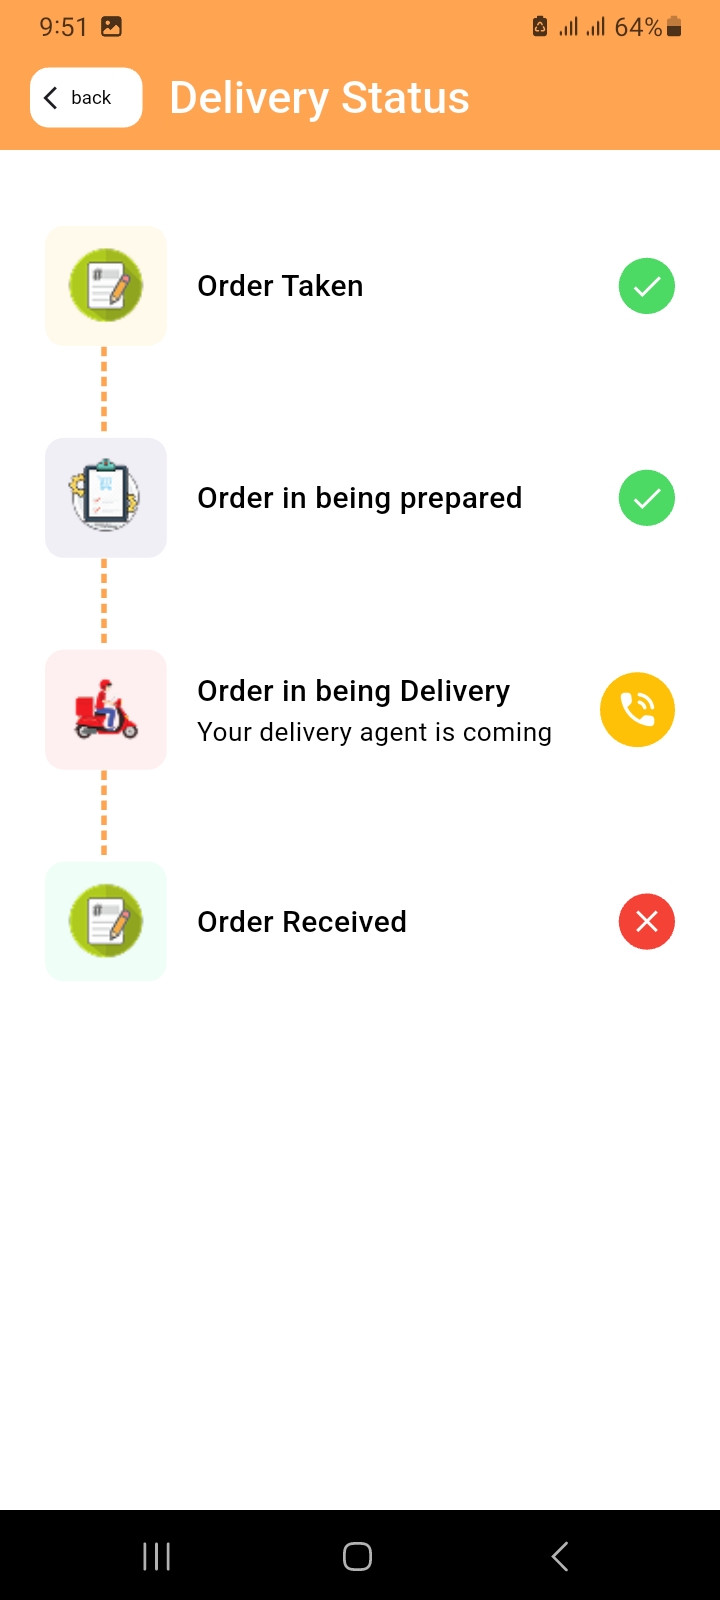 9:51 64%
back Delivery Status
Order Taken
Order in being prepared
Order in being Delivery
Your delivery agent is coming
Order Received